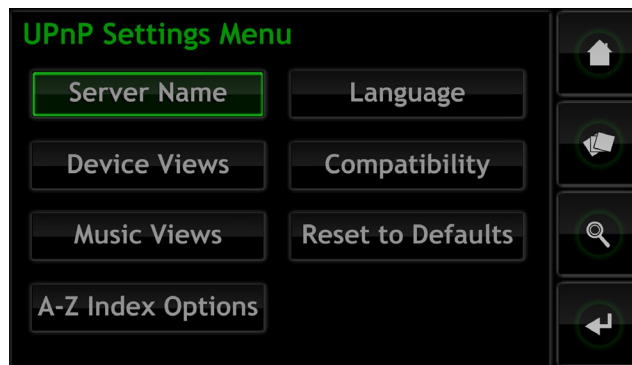 UPnP Settings Menu
Server Name
Language
Device Views
Compatibility
Music Views
Reset to Defaults
A-Z Index Options